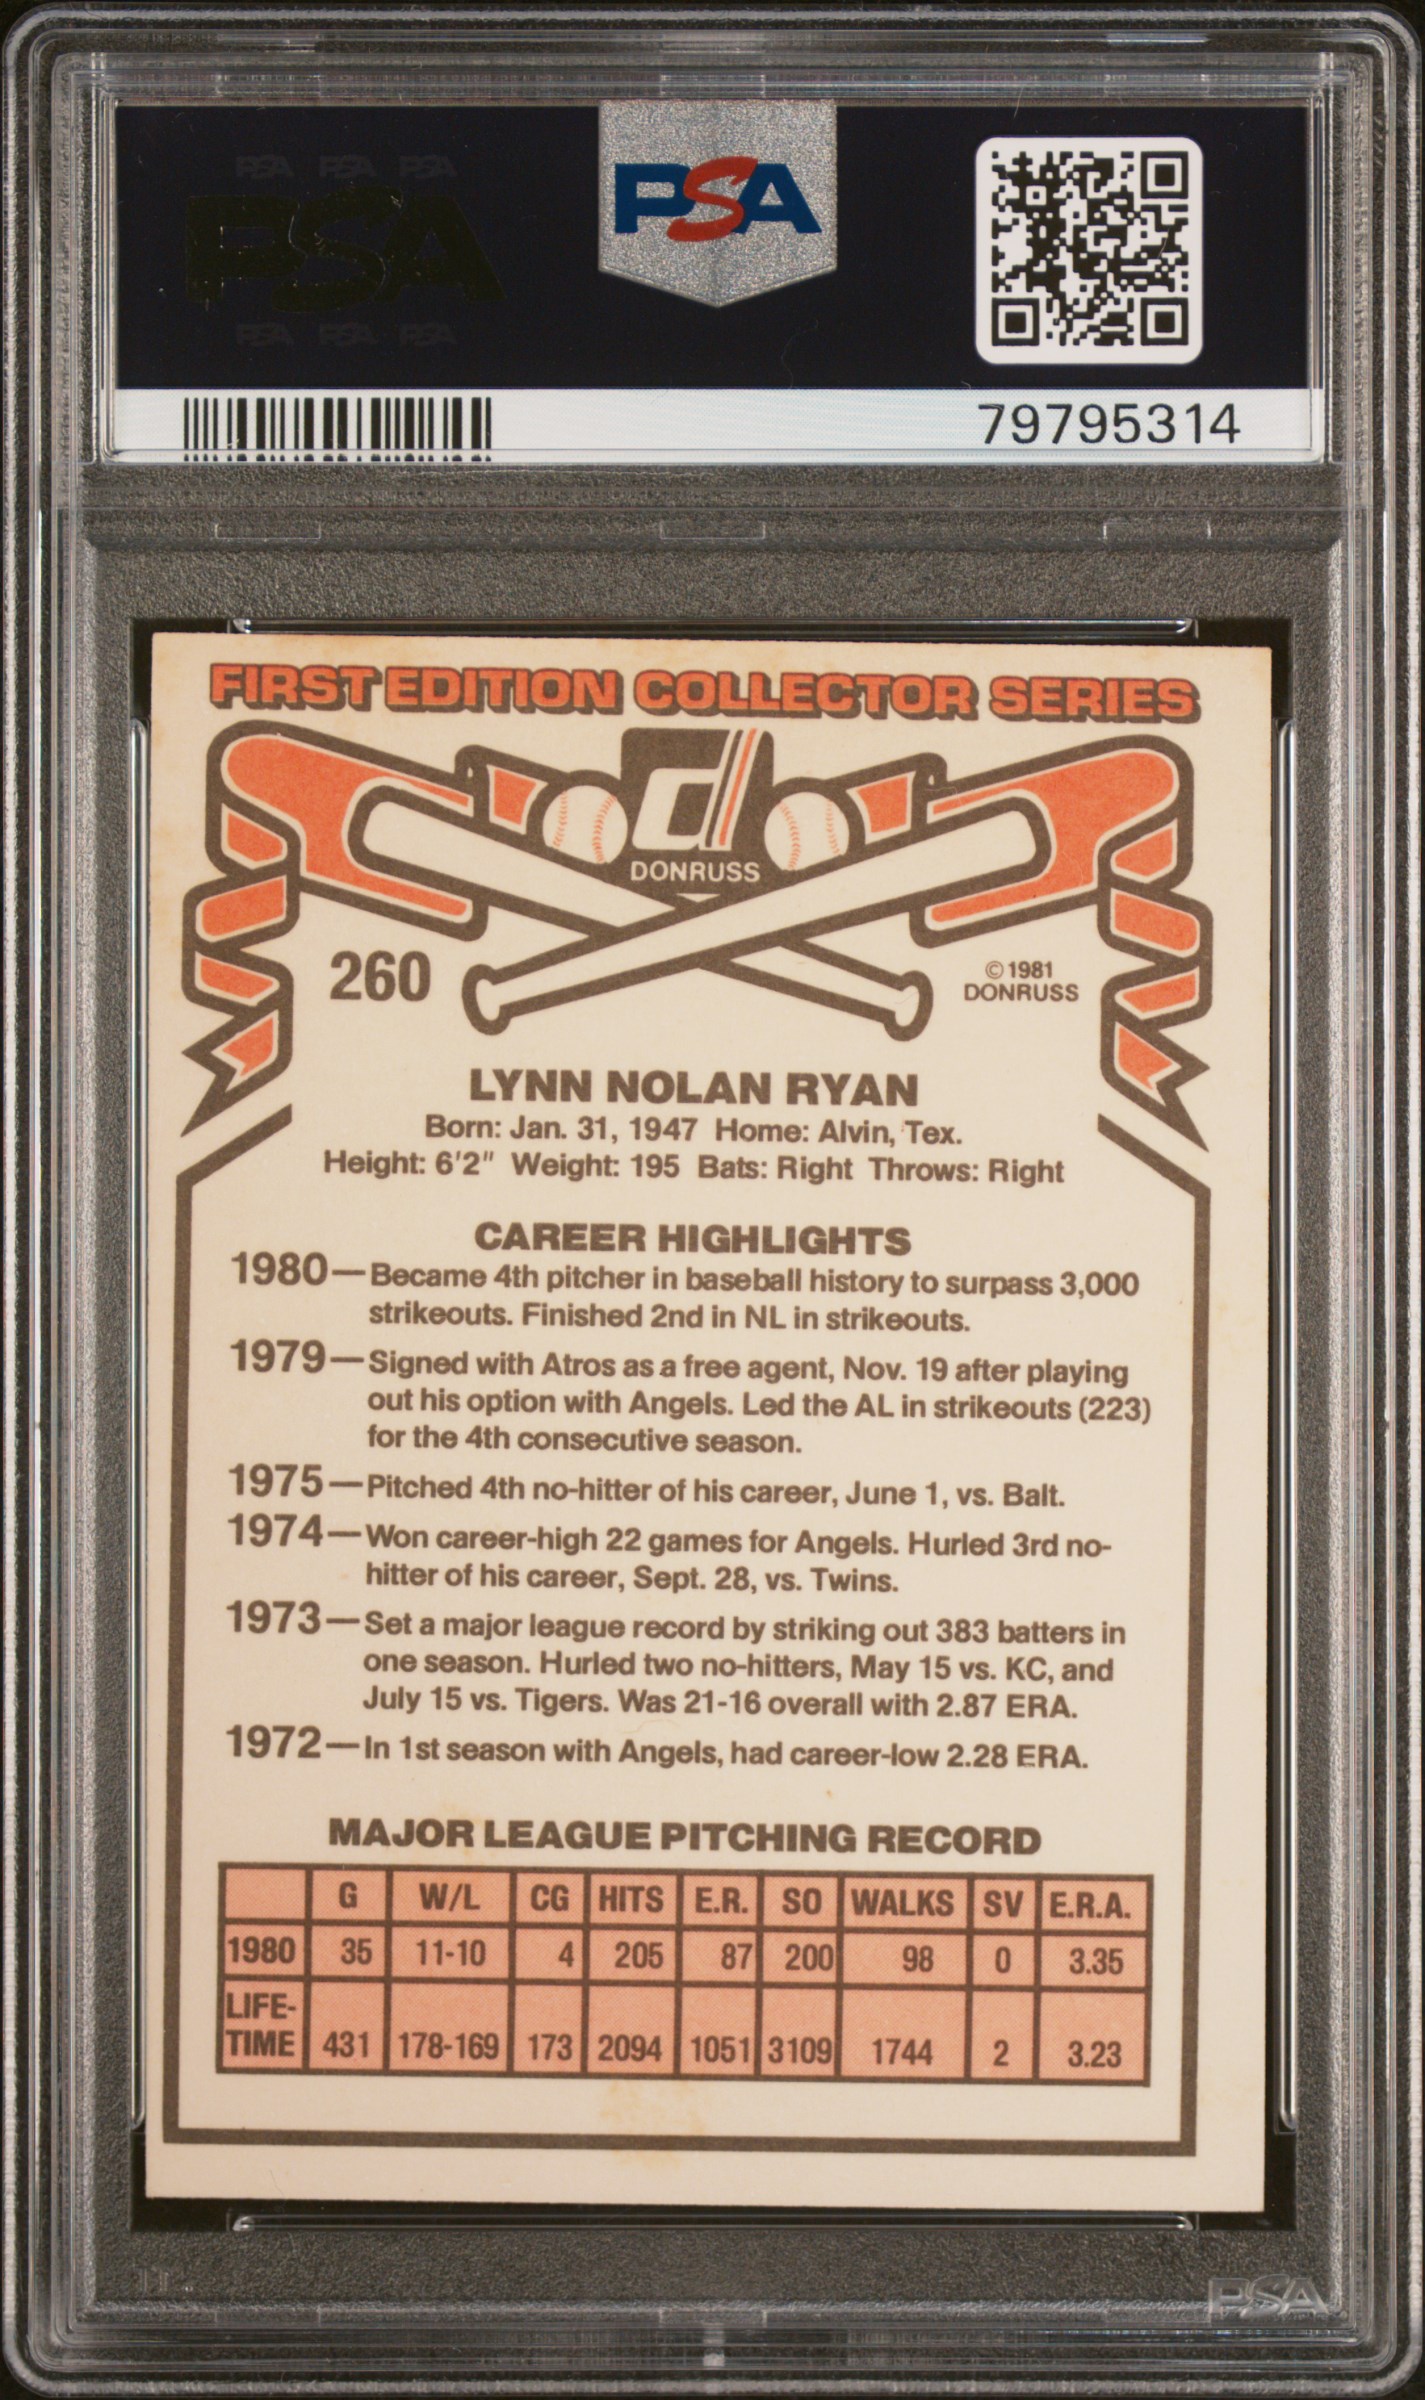 PSA PSA PSA
PSA
PSA PSA PSA
PSA
79795314
FIRST EDITION COLLECTOR SERIES
d
DONRUSS
260
© 1981
DONRUSS
LYNN NOLAN RYAN
Born: Jan. 31, 1947 Home: Alvin, Tex.
Height: 6'2" Weight: 195 Bats: Right Throws: Right
CAREER HIGHLIGHTS
1980—Became 4th pitcher in baseball history to surpass 3,000
strikeouts. Finished 2nd in NL in strikeouts.
1979—Signed with Atros as a free agent, Nov. 19 after playing
out his option with Angels. Led the AL in strikeouts (223)
for the 4th consecutive season.
1975—Pitched 4th no-hitter of his career, June 1, vs. Balt.
1974—Won career-high 22 games for Angels. Hurled 3rd no-
hitter of his career, Sept. 28, vs. Twins.
1973—Set a major league record by striking out 383 batters in
one season. Hurled two no-hitters, May 15 vs. KC, and
July 15 vs. Tigers. Was 21-16 overall with 2.87 ERA.
1972—In 1st season with Angels, had career-low 2.28 ERA.
MAJOR LEAGUE PITCHING RECORD
G W/L CG HITS E.R. SO WALKS SV E.R.A.
1980 35 11-10 4 205 87 200 98 0 3.35
LIFE-
TIME 431 178-169 173 2094 1051 3109 1744 2 3.23
PSA